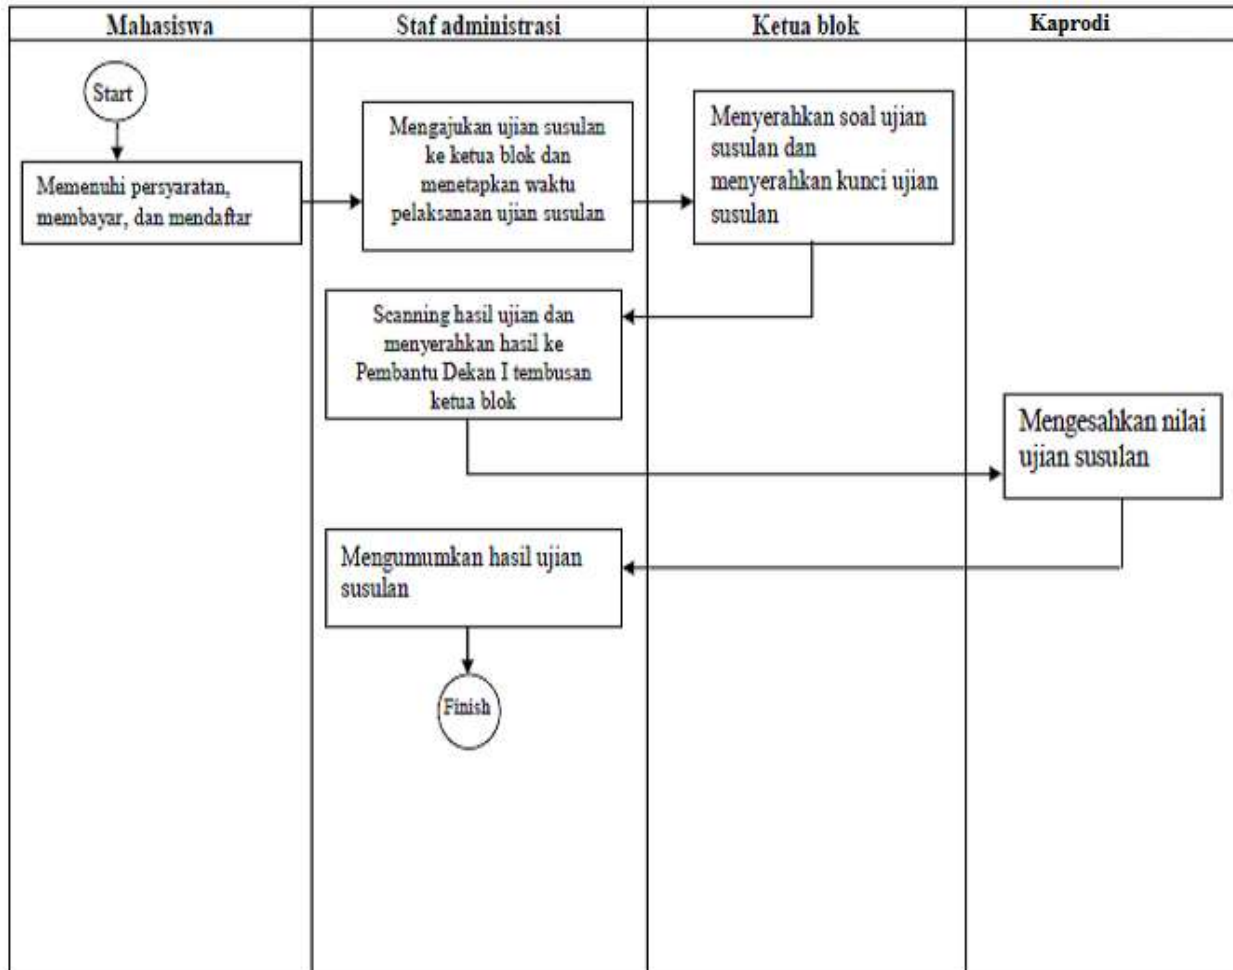 Mahasiswa
Staf administrasi
Ketua blok
Kaprodi
Start
Memenuhi persyaratan,
membayar, dan mendaftar
Mengajukan ujian susulan
ke ketua blok dan
menetapkan waktu
pelaksanaan ujian susulan
Menyerahkan soal ujian
susulan dan
menyerahkan kunci ujian
susulan
Scanning hasil ujian dan
menyerahkan hasil ke
Pembantu Dekan I tembusan
ketua blok
Mengesahkan nilai
ujian susulan
Mengumumkan hasil ujian
susulan
Finish